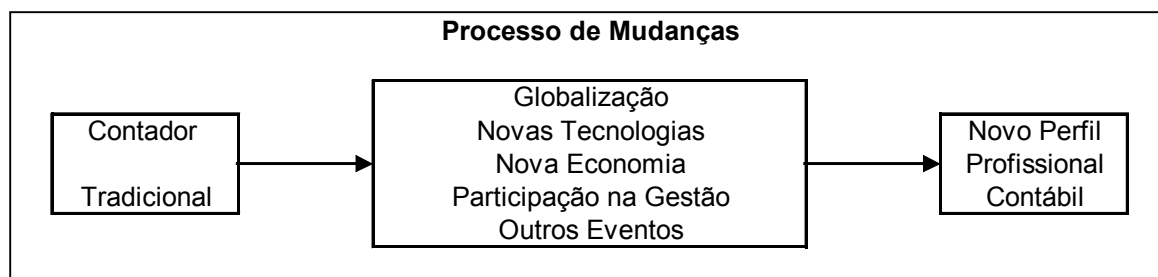 Processo de Mudanças
Contador
Tradicional
Globalização
Novas Tecnologias
Nova Economia
Participação na Gestão
Outros Eventos
Novo Perfil
Profissional
Contábil